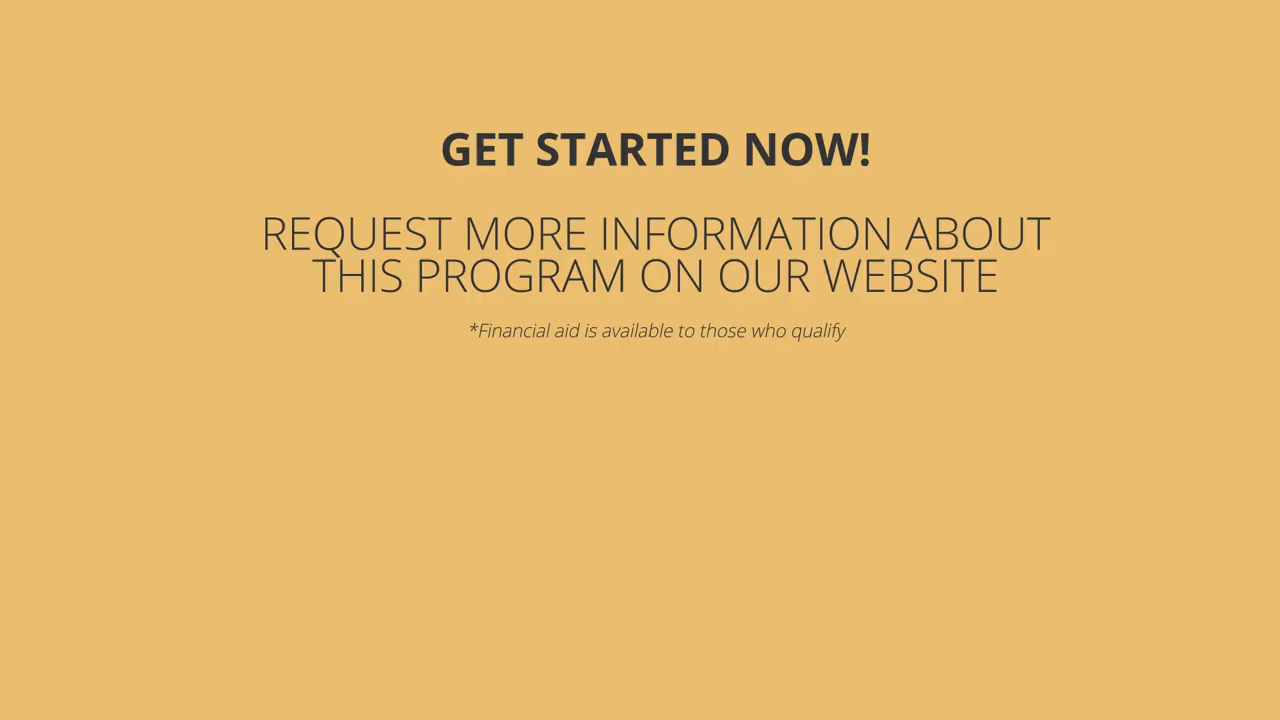 GET STARTED NOW!
REQUEST MORE INFORMATION ABOUT
THIS PROGRAM ON OUR WEBSITE
*Financial aid is available to those who qualify